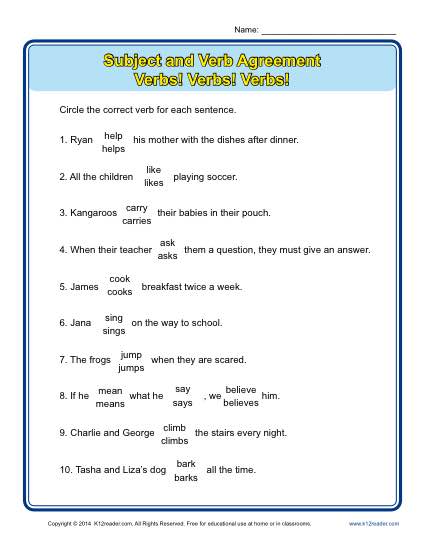 Name: ____________________
Subject and Verb Agreement
Verbs! Verbs! Verbs!
Circle the correct verb for each sentence.
1. Ryan help his mother with the dishes after dinner.
helps
2. All the children like playing soccer.
likes
3. Kangaroos carry their babies in their pouch.
carries
4. When their teacher ask them a question, they must give an answer.
asks
5. James cook breakfast twice a week.
cooks
6. Jana sing on the way to school.
sings
7. The frogs jump when they are scared.
jumps
8. If he mean what he say , we believe him.
means says believes
9. Charlie and George climb the stairs every night.
climbs
10. Tasha and Liza's dog bark all the time.
barks
Copyright © 2014 K12reader.com. All Rights Reserved. Free for educational use at home or in classrooms. www.k12reader.com